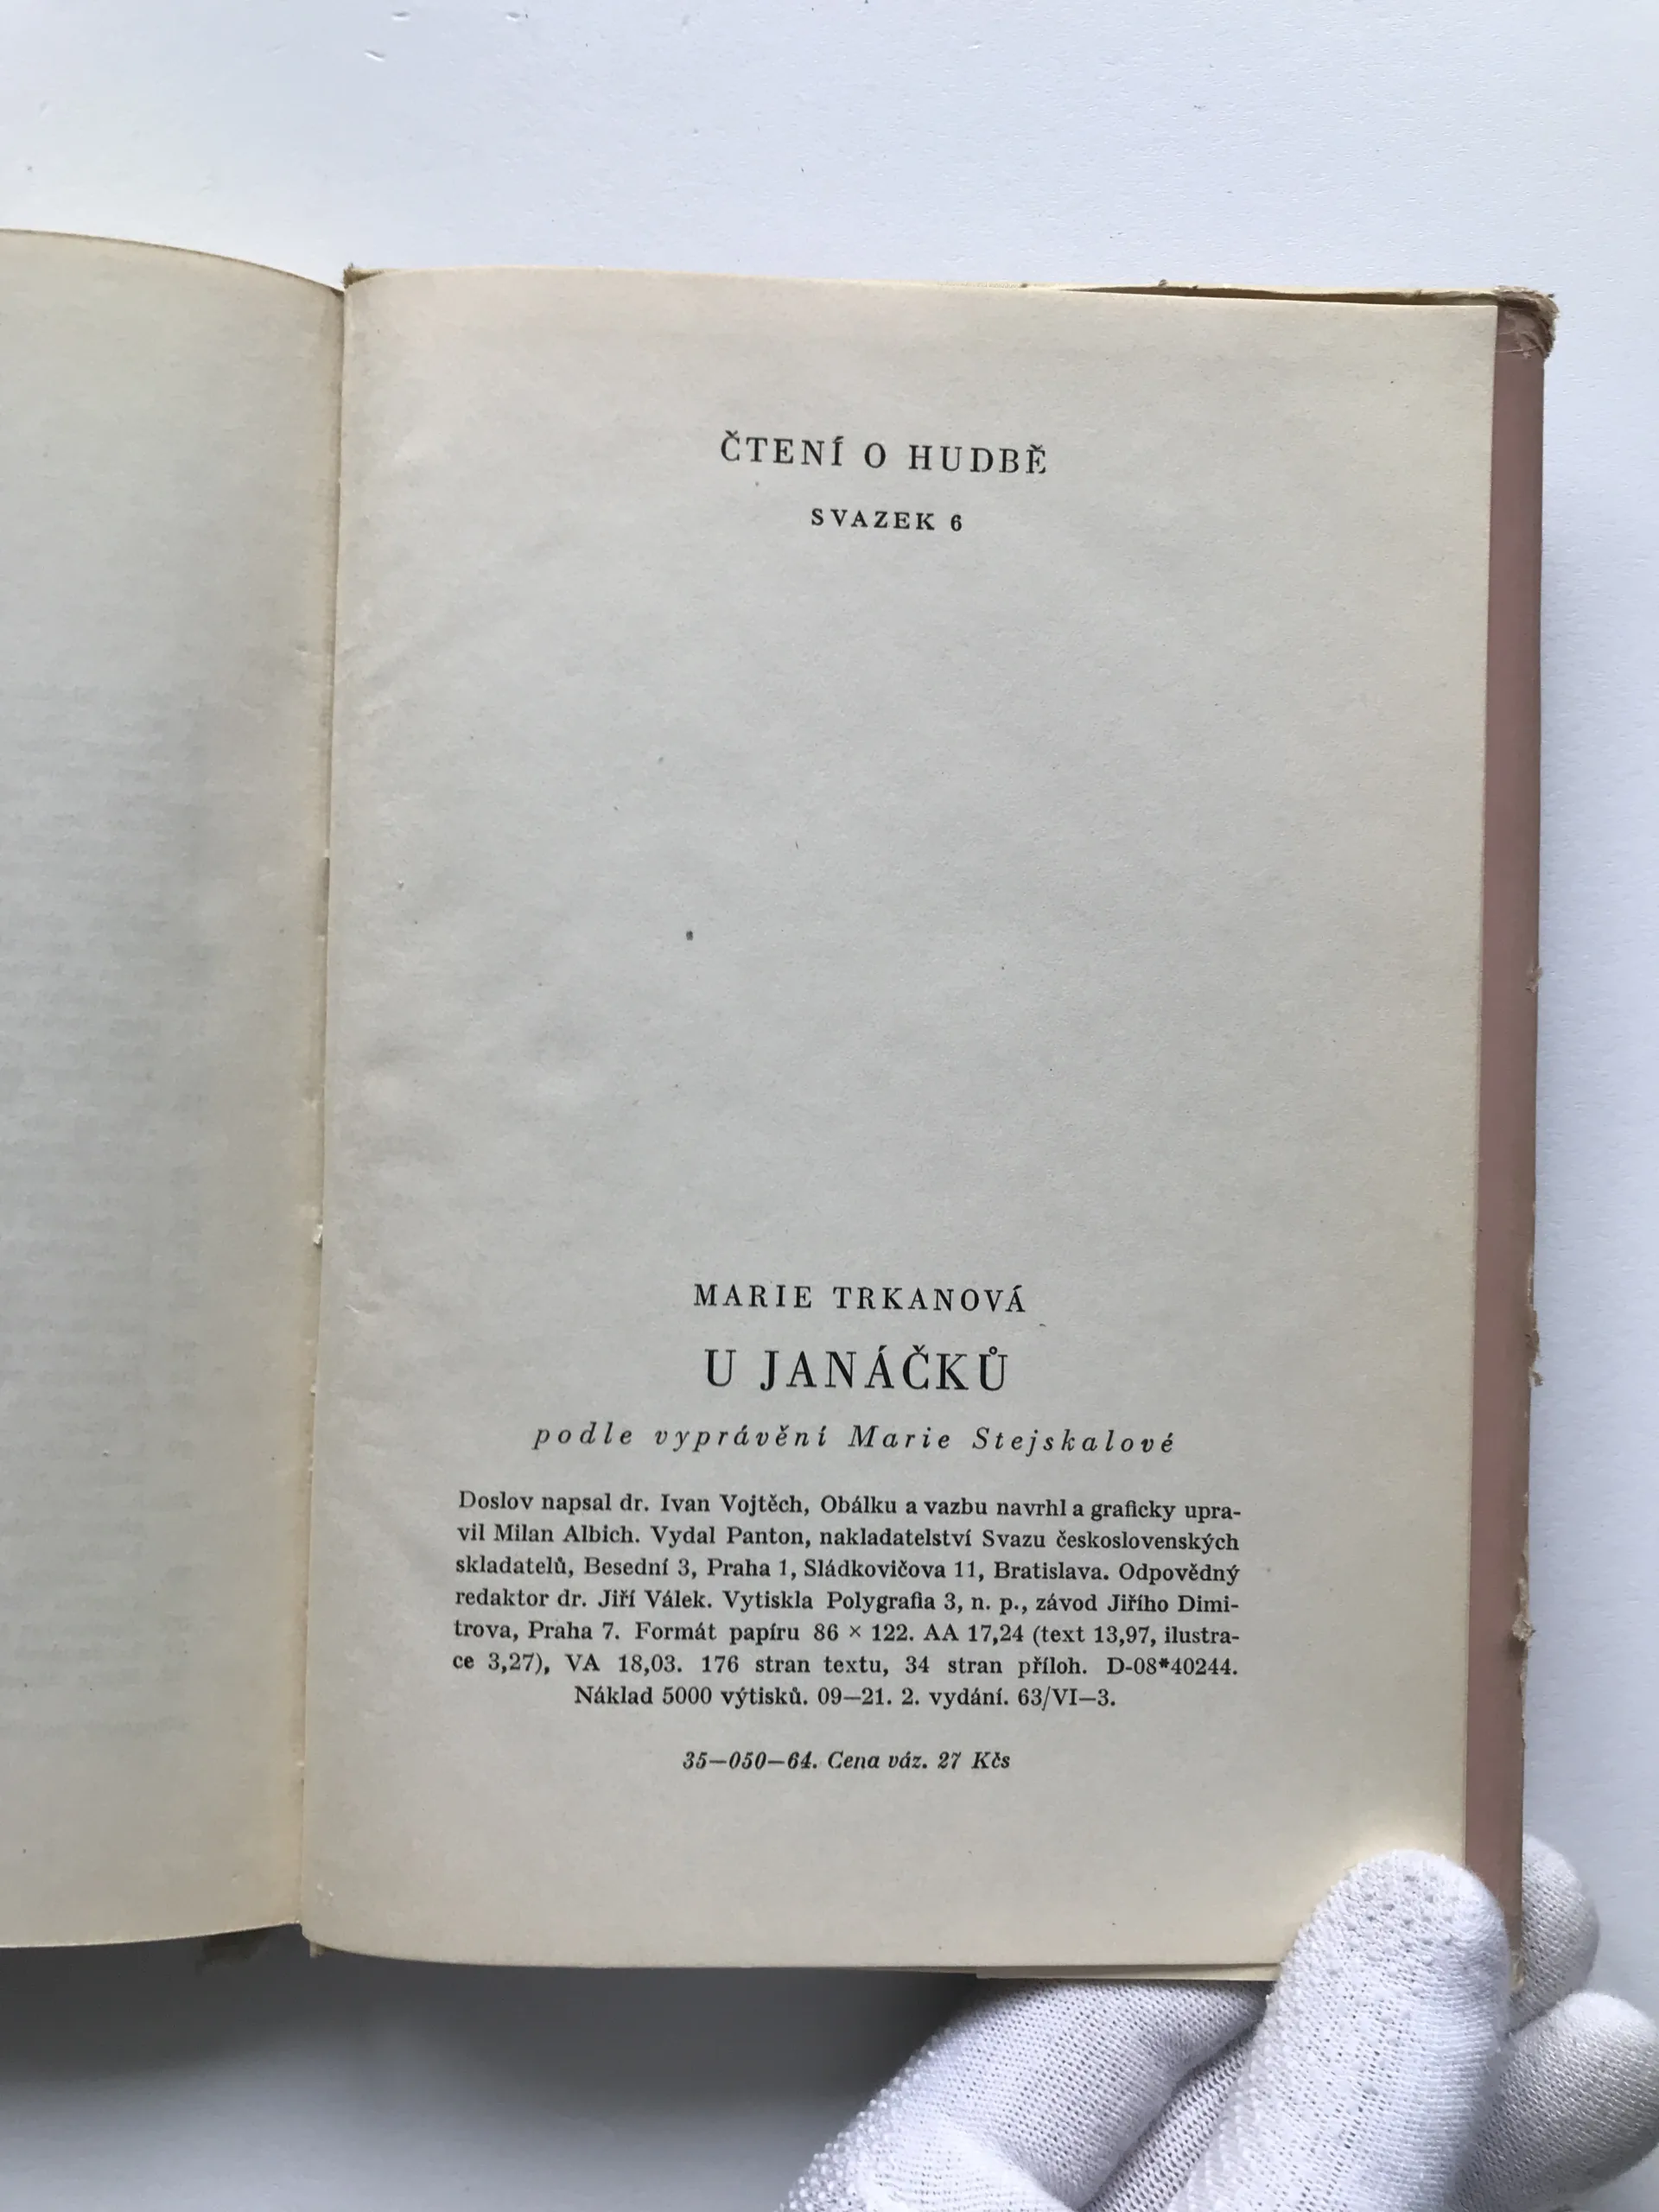 ČTENÍ O HUDBĚ
SVAZEK 6
MARIE TRKANOVÁ
U JANÁČKŮ
podle vyprávění Marie Stejskalové
Doslov napsal dr. Ivan Vojtěch, Obálku a vazbu navrhl a graficky upra-
vil Milan Albich. Vydal Panton, nakladatelství Svazu československých
skladatelů, Besední 3, Praha 1, Sládkovičova 11, Bratislava. Odpovědný
redaktor dr. Jiří Válek. Vytiskla Polygrafia 3, n. p., závod Jiřího Dimi-
trova, Praha 7. Formát papíru 86 × 122. AA 17,24 (text 13,97, ilustra-
ce 3,27), VA 18,03. 176 stran textu, 34 stran příloh. D-08*40244.
Náklad 5000 výtisků. 09—21. 2. vydání. 63/VI—3.
35—050—64. Cena váz. 27 Kčs